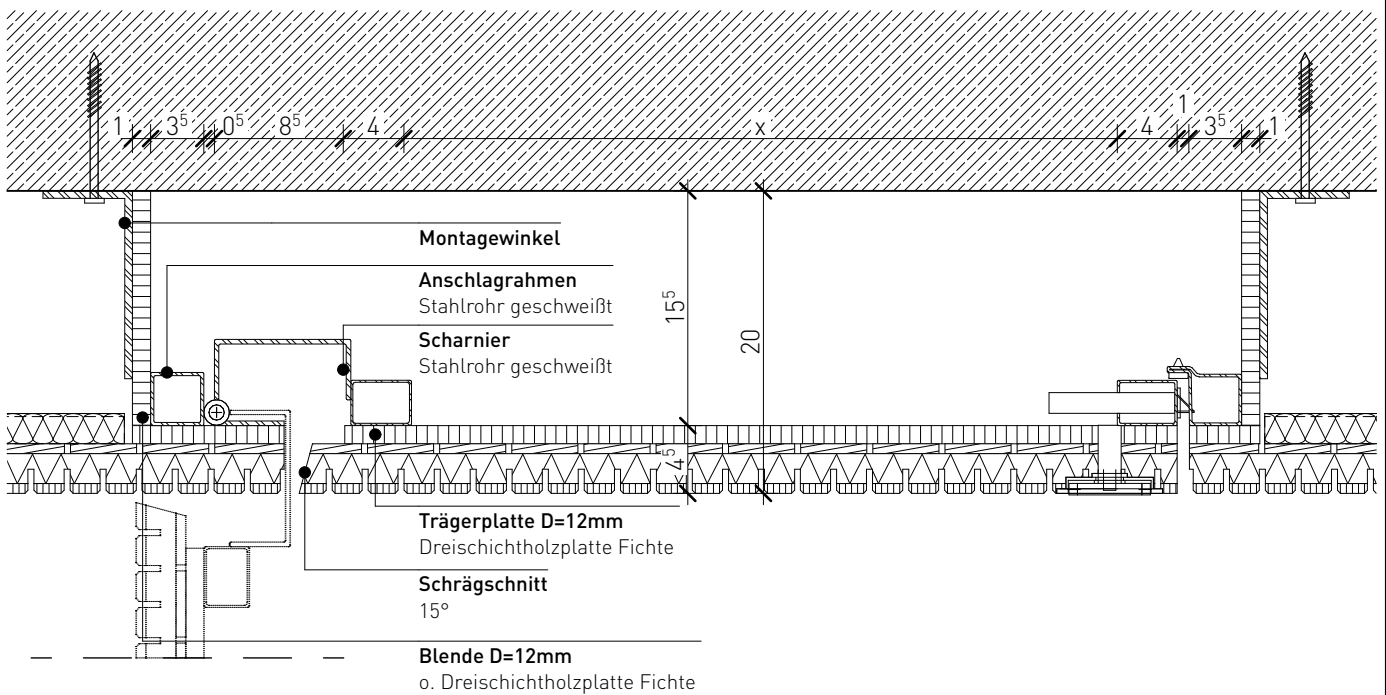 1
1 3⁵ 0⁵ 8⁵ 4 x 4 3⁵ 1
Montagewinkel
Anschlagrahmen
Stahlrohr geschweißt
Scharnier
Stahlrohr geschweißt
15⁵
20
<4⁵
Trägerplatte D=12mm
Dreischichtholzplatte Fichte
Schrägschnitt
15°
Blende D=12mm
o. Dreischichtholzplatte Fichte